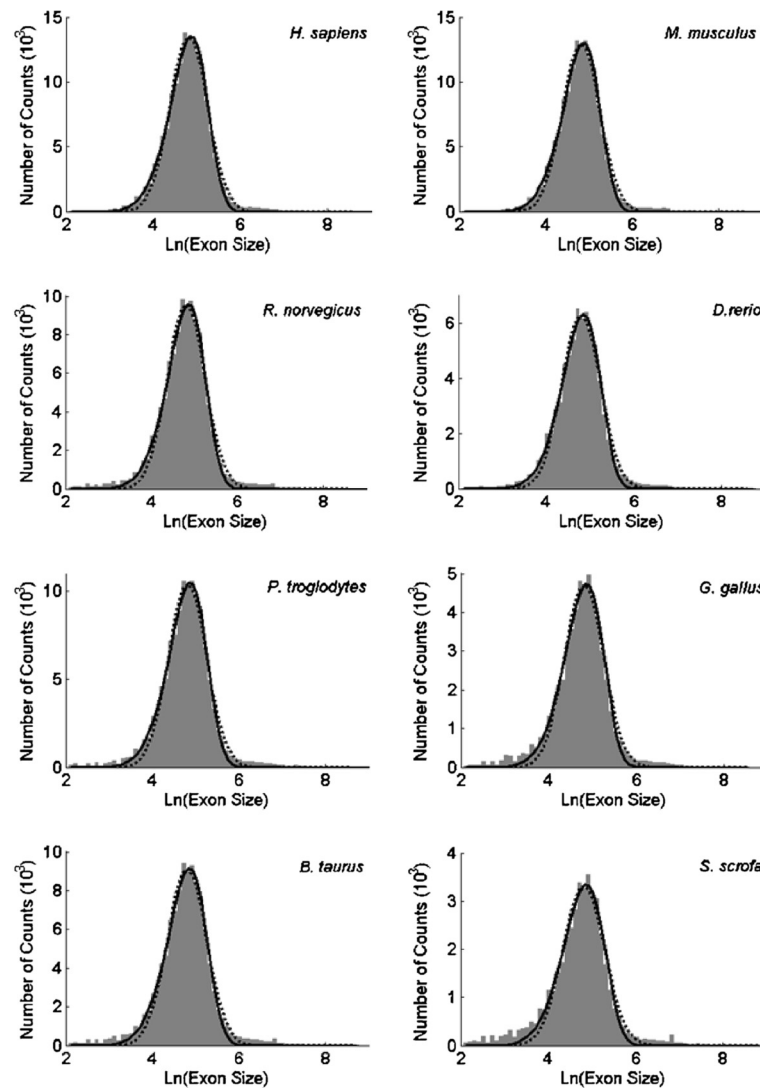 15
H. sapiens
10
5
0
2 4 6 8
Number of Counts (10³)
Ln(Exon Size)
15
M. musculus
10
5
0
2 4 6 8
Number of Counts (10³)
Ln(Exon Size)
10
R. norvegicus
8
6
4
2
0
2 4 6 8
Number of Counts (10³)
Ln(Exon Size)
D.rerio
6
4
2
0
2 4 6 8
Number of Counts (10³)
Ln(Exon Size)
P. troglodytes
10
5
0
2 4 6 8
Number of Counts (10³)
Ln(Exon Size)
5
G. gallus
4
3
2
1
0
2 4 6 8
Number of Counts (10³)
Ln(Exon Size)
10
B. taurus
8
6
4
2
0
2 4 6 8
Number of Counts (10³)
Ln(Exon Size)
4
S. scrofa
3
2
1
0
2 4 6 8
Number of Counts (10³)
Ln(Exon Size)